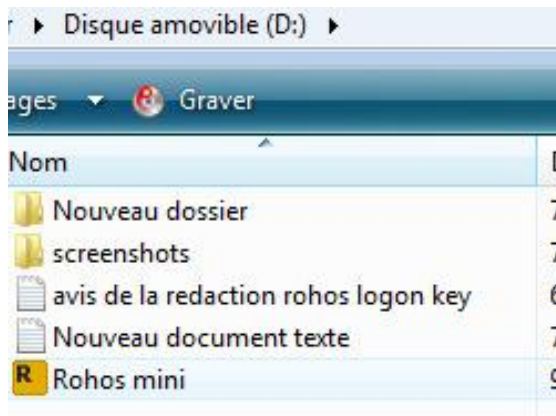 Disque amovible (D:)
Graver
Nom
Nouveau dossier
screenshots
avis de la redaction rohos logon key
Nouveau document texte
R Rohos mini